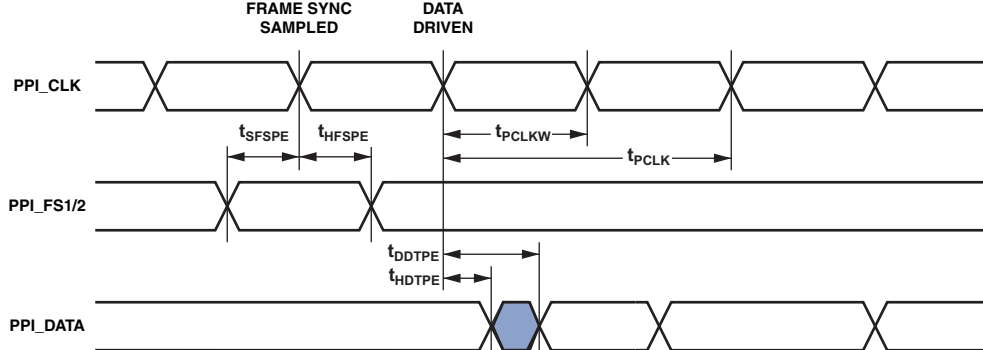 FRAME SYNC
SAMPLED
DATA
DRIVEN
PPI_CLK
tSFSPE
tHFSPE
tPCLKW
tPCLK
PPI_FS1/2
tDDTPE
tHDTPE
PPI_DATA